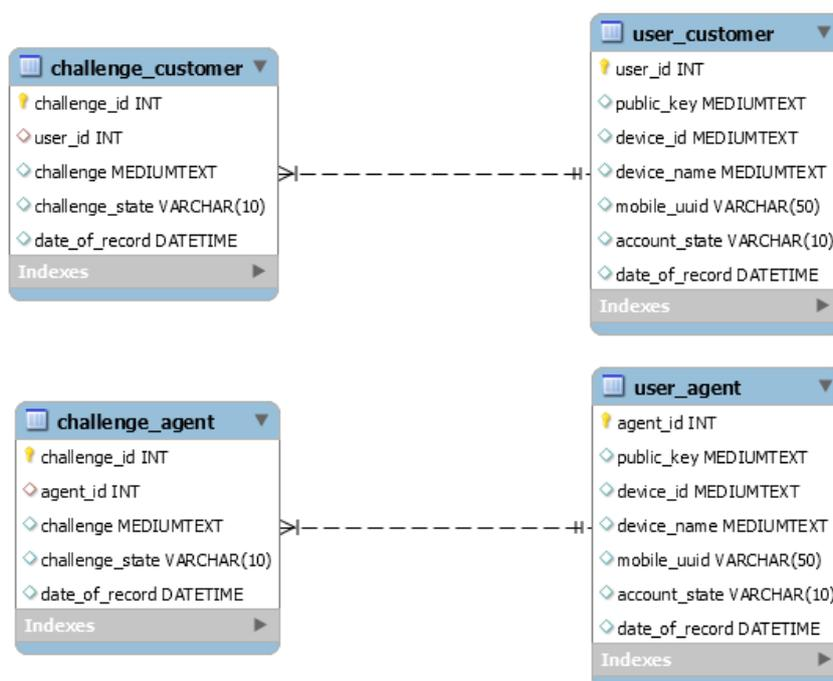 challenge_customer
challenge_id INT
user_id INT
challenge MEDIUMTEXT
challenge_state VARCHAR(10)
date_of_record DATETIME
Indexes
user_customer
user_id INT
public_key MEDIUMTEXT
device_id MEDIUMTEXT
device_name MEDIUMTEXT
mobile_uuid VARCHAR(50)
account_state VARCHAR(10)
date_of_record DATETIME
Indexes
challenge_agent
challenge_id INT
agent_id INT
challenge MEDIUMTEXT
challenge_state VARCHAR(10)
date_of_record DATETIME
Indexes
user_agent
agent_id INT
public_key MEDIUMTEXT
device_id MEDIUMTEXT
device_name MEDIUMTEXT
mobile_uuid VARCHAR(50)
account_state VARCHAR(10)
date_of_record DATETIME
Indexes